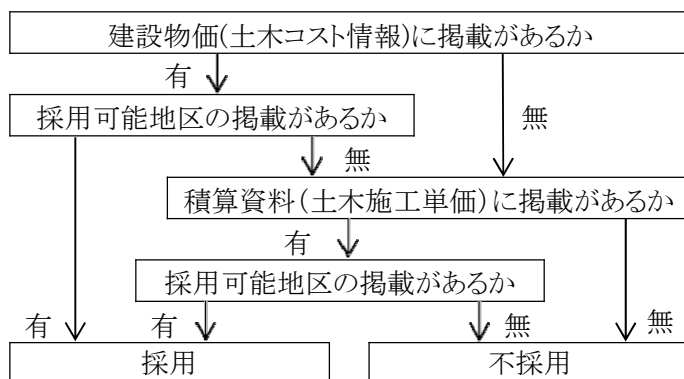 建設物価(土木コスト情報)に掲載があるか
有
採用可能地区の掲載があるか
無
無
積算資料(土木施工単価)に掲載があるか
有
採用可能地区の掲載があるか
有
有
無
無
採用
不採用